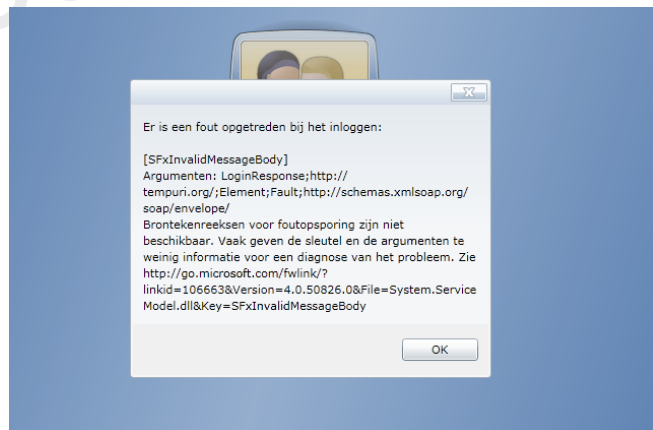 Er is een fout opgetreden bij het inloggen:
[SFxInvalidMessageBody]
Argumenten: LoginResponse;http://
tempuri.org/;Element;Fault;http://schemas.xmlsoap.org/
soap/envelope/
Brontekenreeksen voor foutopsporing zijn niet
beschikbaar. Vaak geven de sleutel en de argumenten te
weinig informatie voor een diagnose van het probleem. Zie
http://go.microsoft.com/fwlink/?
linkid=106663&Version=4.0.50826.0&File=System.Service
Model.dll&Key=SFxInvalidMessageBody
OK